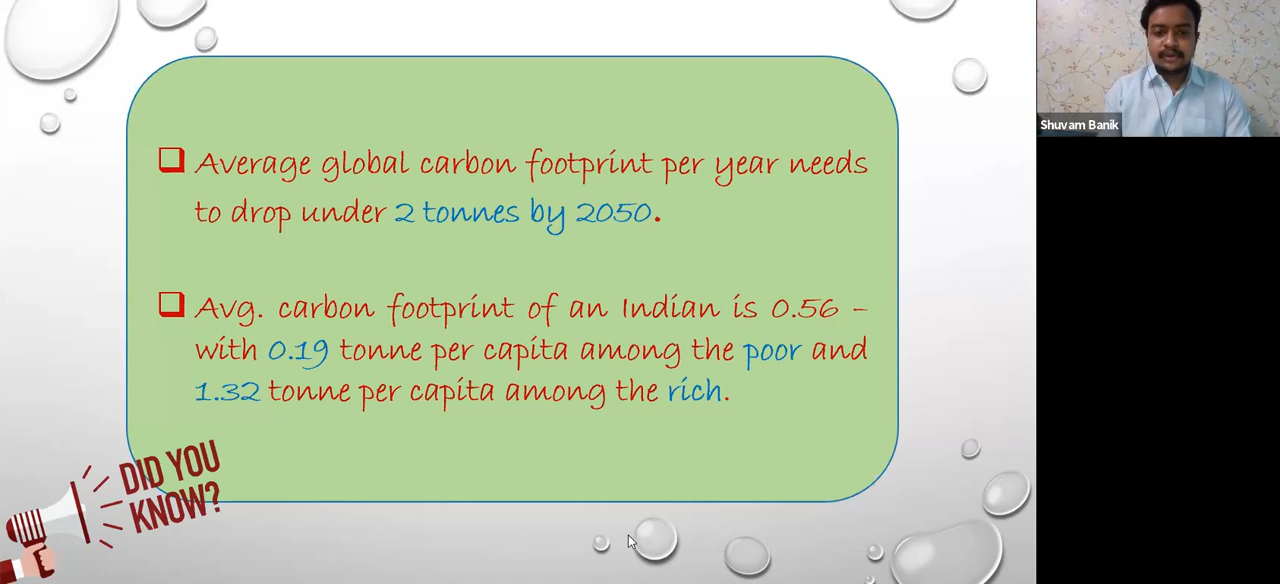 Average global carbon footprint per year needs
to drop under 2 tonnes by 2050.
Avg. carbon footprint of an Indian is 0.56 –
with 0.19 tonne per capita among the poor and
1.32 tonne per capita among the rich.
DID YOU
KNOW?
Shuvam Banik